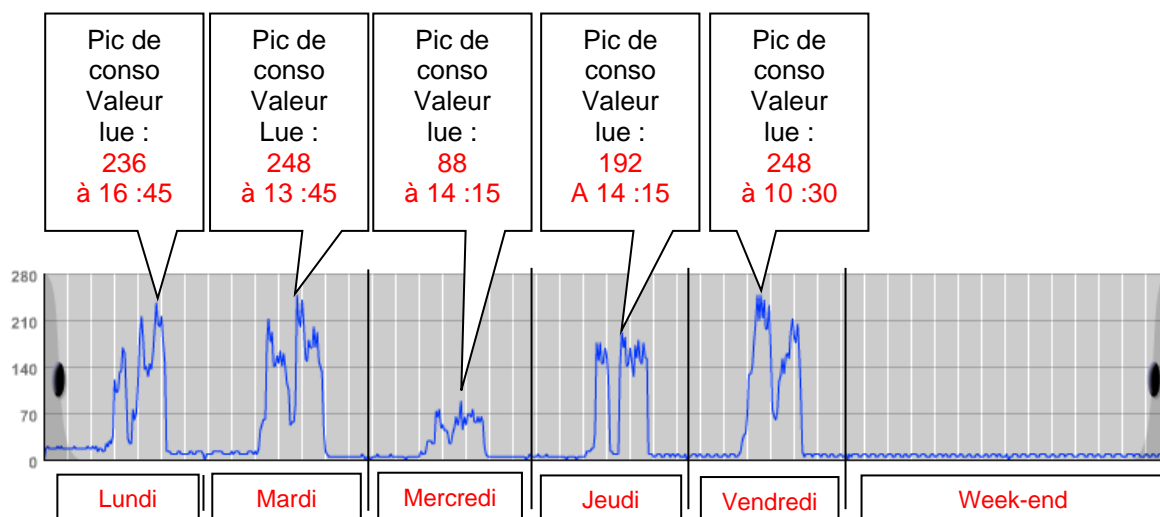 Pic de
conso
Valeur
lue :
236
à 16 :45
Pic de
conso
Valeur
Lue :
248
à 13 :45
Pic de
conso
Valeur
lue :
88
à 14 :15
Pic de
conso
Valeur
lue :
192
A 14 :15
Pic de
conso
Valeur
lue :
248
à 10 :30
280
210
140
70
0
Lundi
Mardi
Mercredi
Jeudi
Vendredi
Week-end